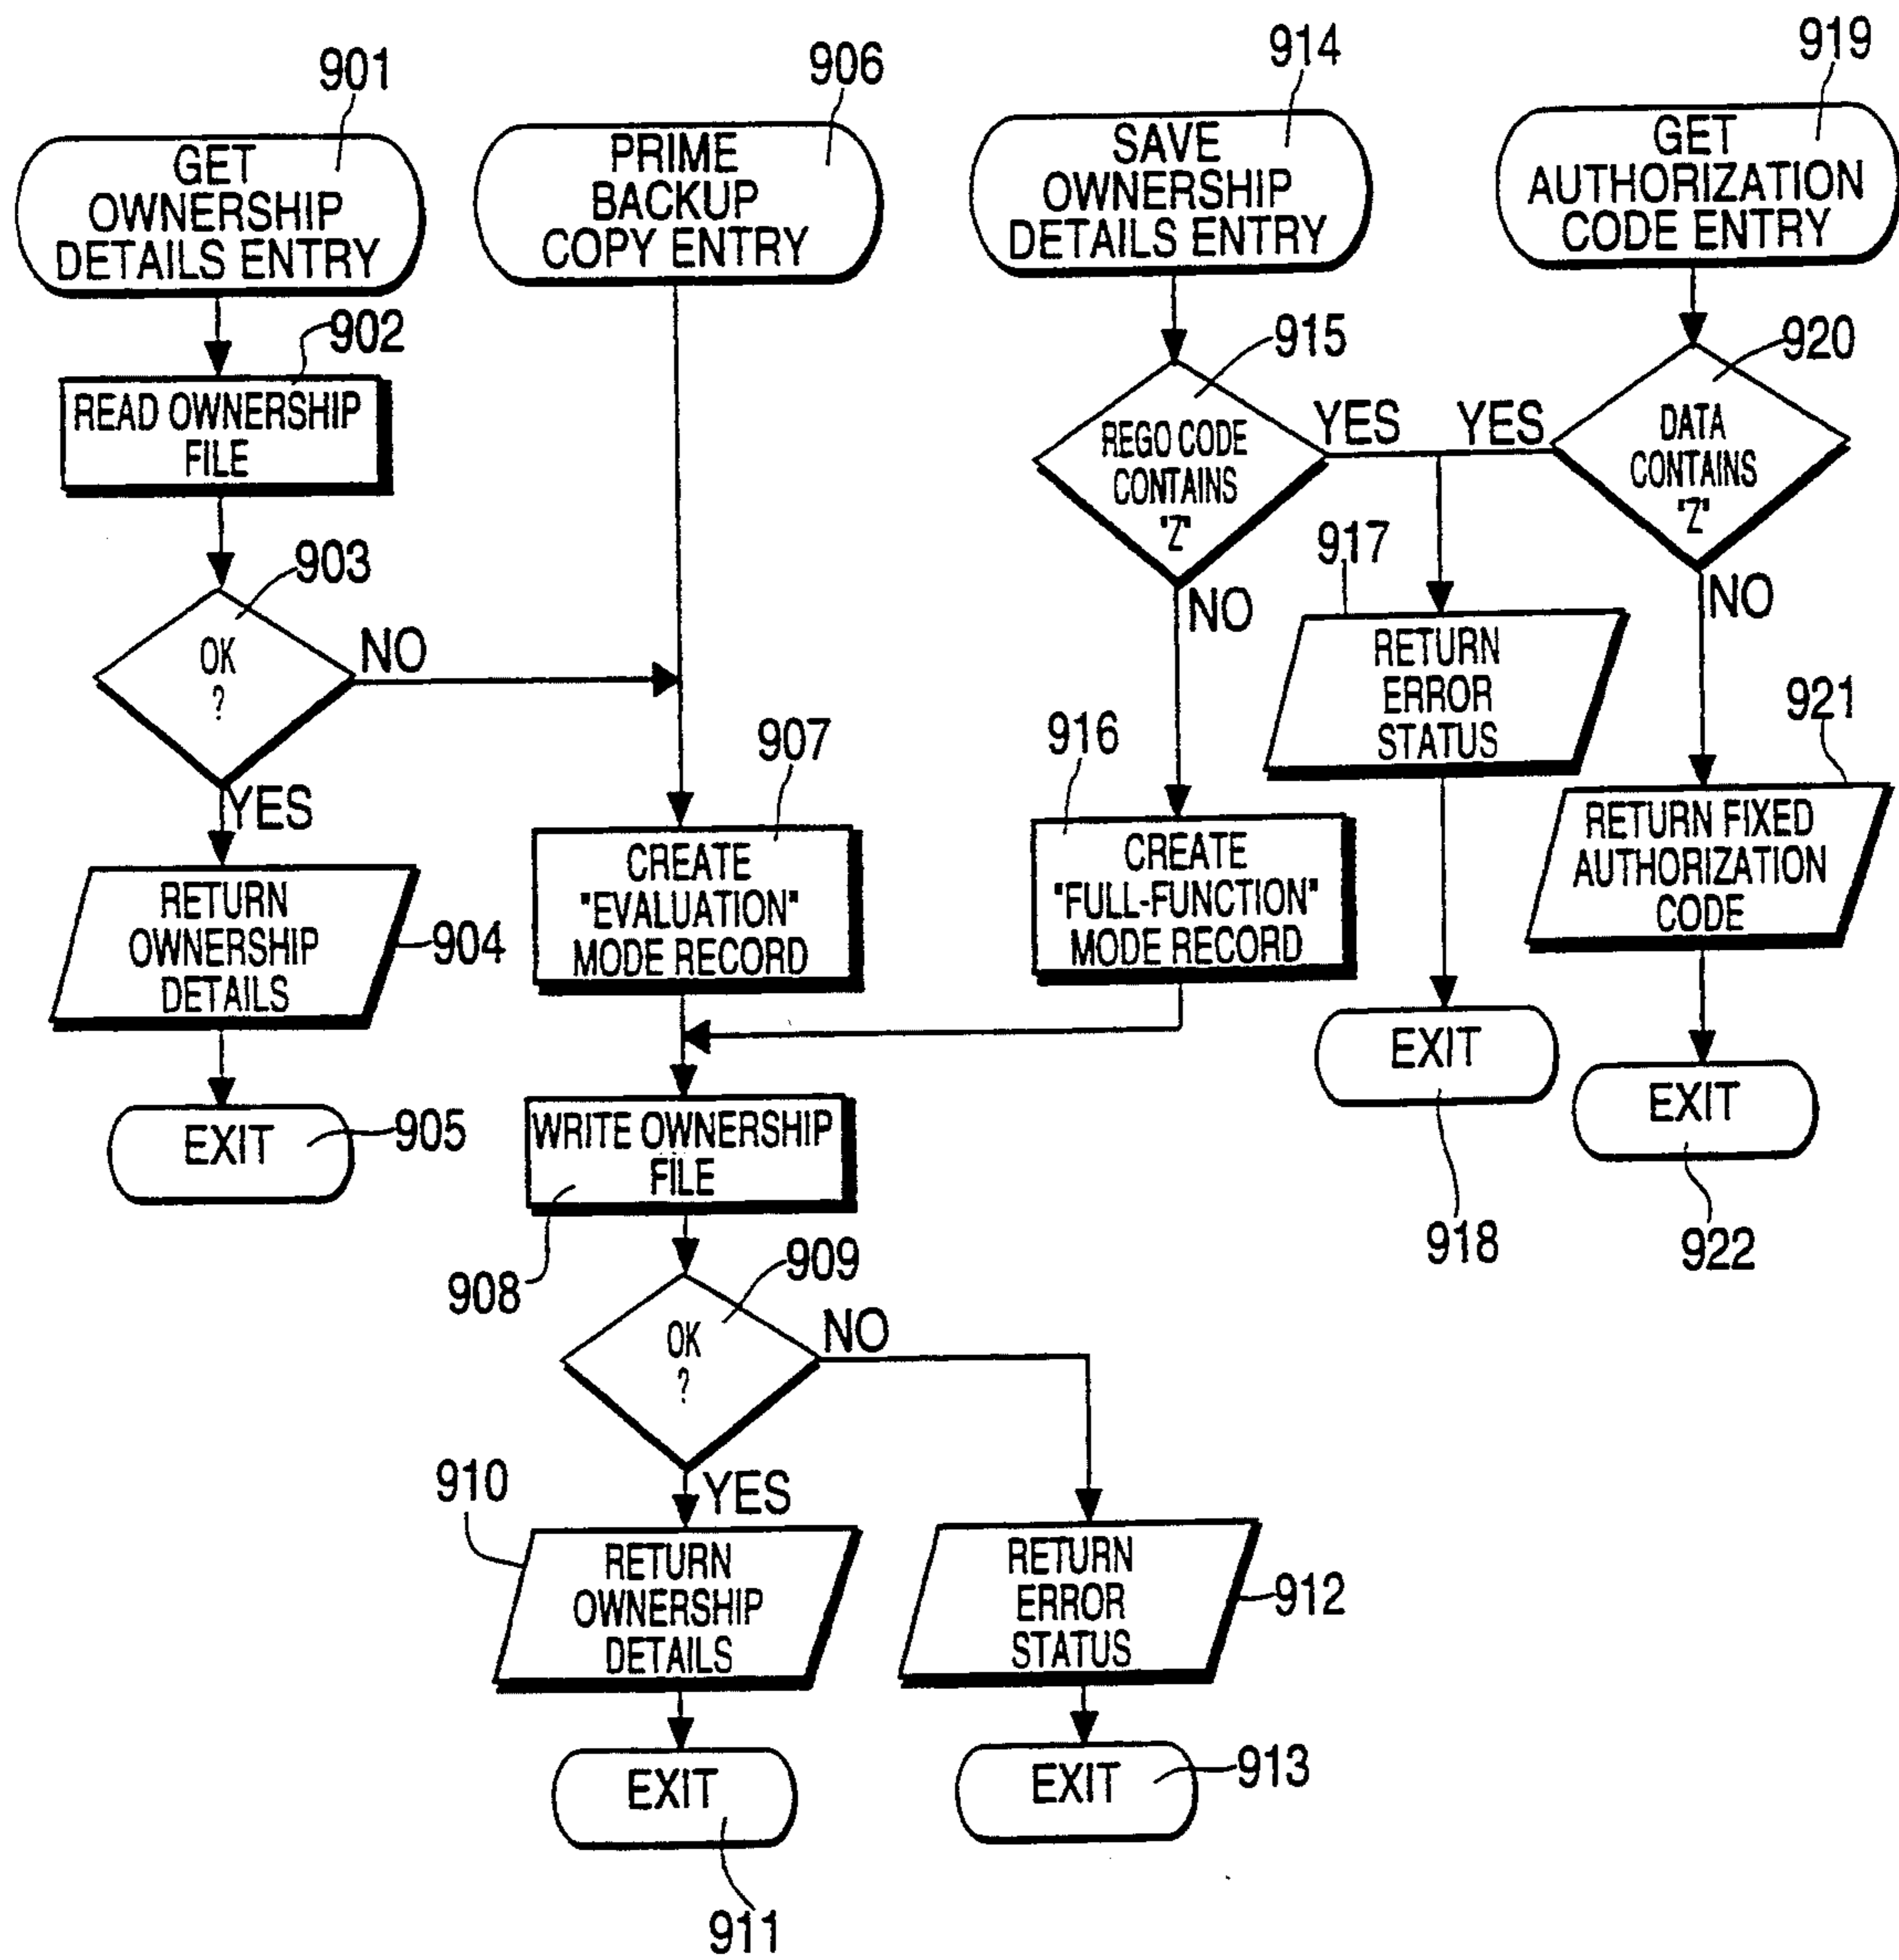 901
GET
OWNERSHIP
DETAILS ENTRY
902
READ OWNERSHIP
FILE
903
OK
?
NO
YES
RETURN
OWNERSHIP
DETAILS
904
EXIT
905
906
PRIME
BACKUP
COPY ENTRY
907
CREATE
"EVALUATION"
MODE RECORD
WRITE OWNERSHIP
FILE
908
909
OK
?
NO
YES
910
RETURN
OWNERSHIP
DETAILS
EXIT
911
RETURN
ERROR
STATUS
912
EXIT
913
914
SAVE
OWNERSHIP
DETAILS ENTRY
915
REGO CODE
CONTAINS
"Z"
YES
NO
916
CREATE
"FULL-FUNCTION"
MODE RECORD
917
RETURN
ERROR
STATUS
EXIT
918
919
GET
AUTHORIZATION
CODE ENTRY
920
YES
DATA
CONTAINS
"Z"
NO
921
RETURN FIXED
AUTHORIZATION
CODE
EXIT
922